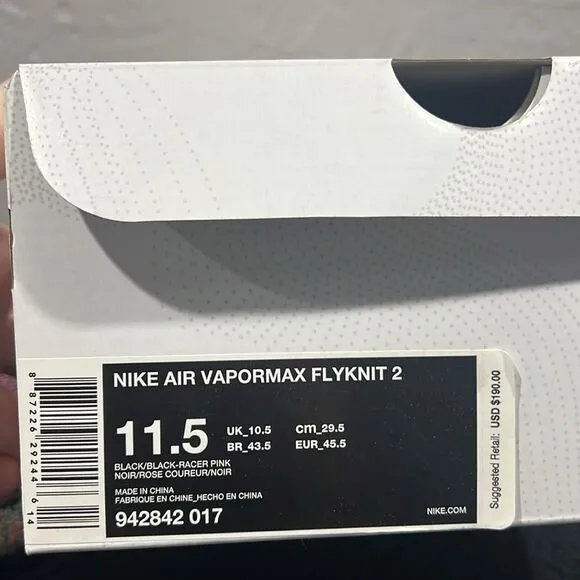 NIKE AIR VAPORMAX FLYKNIT 2
11.5
UK_10.5 cm_29.5
BR_43.5 EUR_45.5
BLACK/BLACK-RACER PINK
NOIR/ROSE COUREUR/NOIR
MADE IN CHINA
FABRIQUE EN CHINE_HECHO EN CHINA
942842 017
NIKE.COM
8 87226 29244 6 14
Suggested Retail: USD $190.00